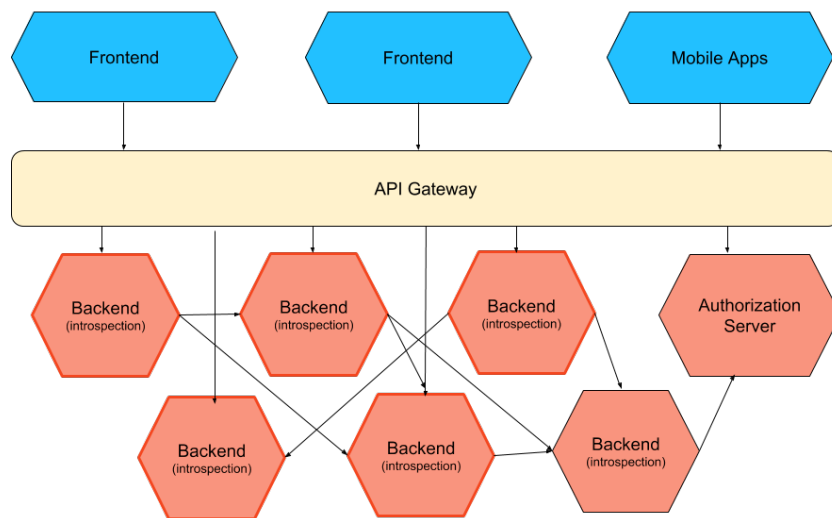 Frontend
Frontend
Mobile Apps
API Gateway
Backend
(introspection)
Backend
(introspection)
Backend
(introspection)
Authorization
Server
Backend
(introspection)
Backend
(introspection)
Backend
(introspection)